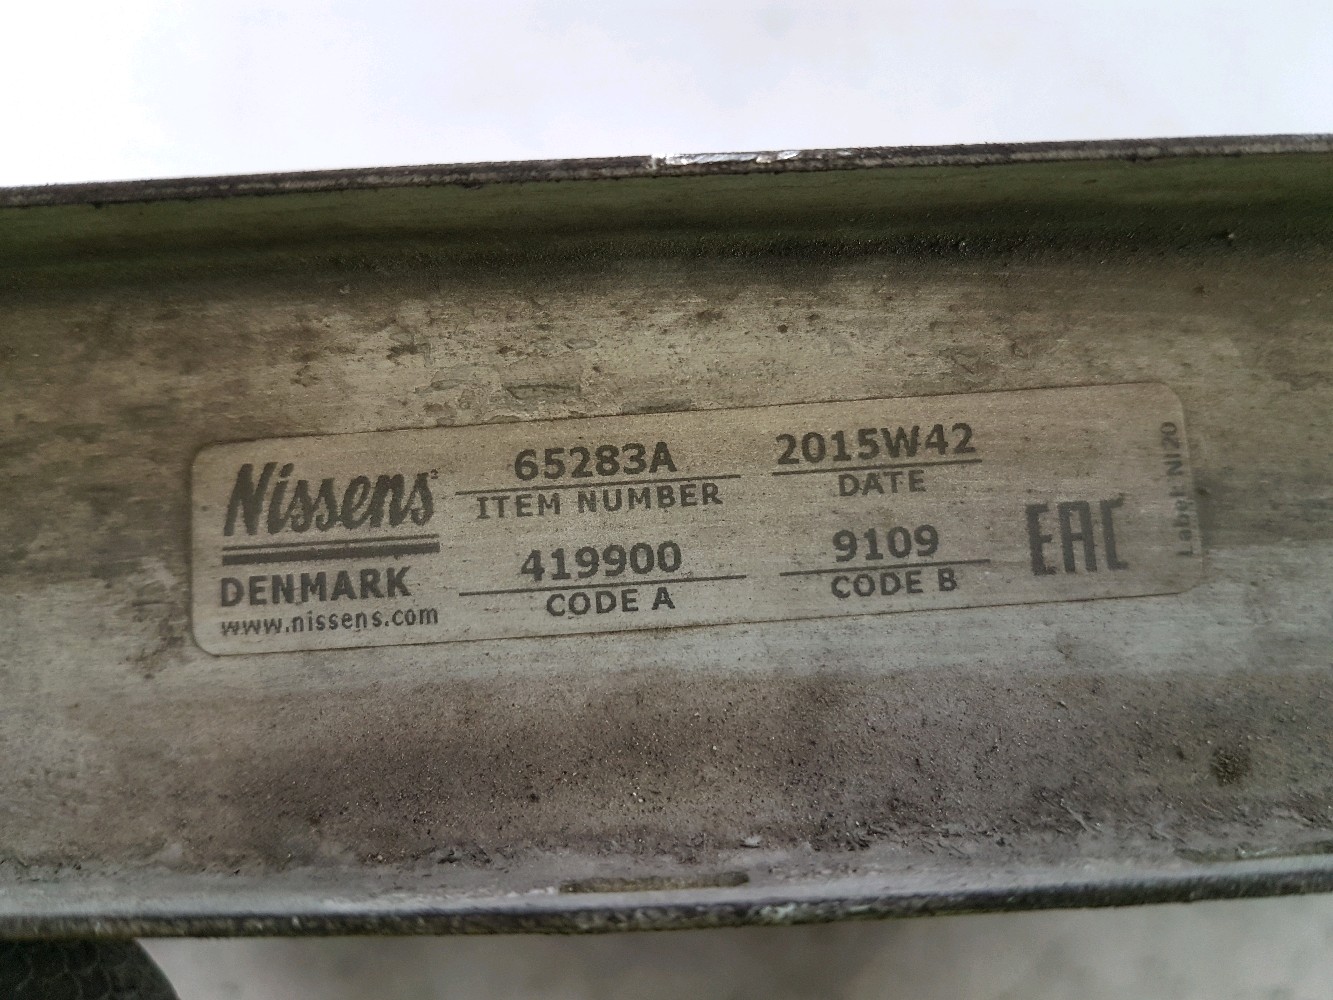 Nissens
DENMARK
www.nissens.com
65283A
ITEM NUMBER
419900
CODE A
2015W42
DATE
9109
CODE B
EAC
Label NI20